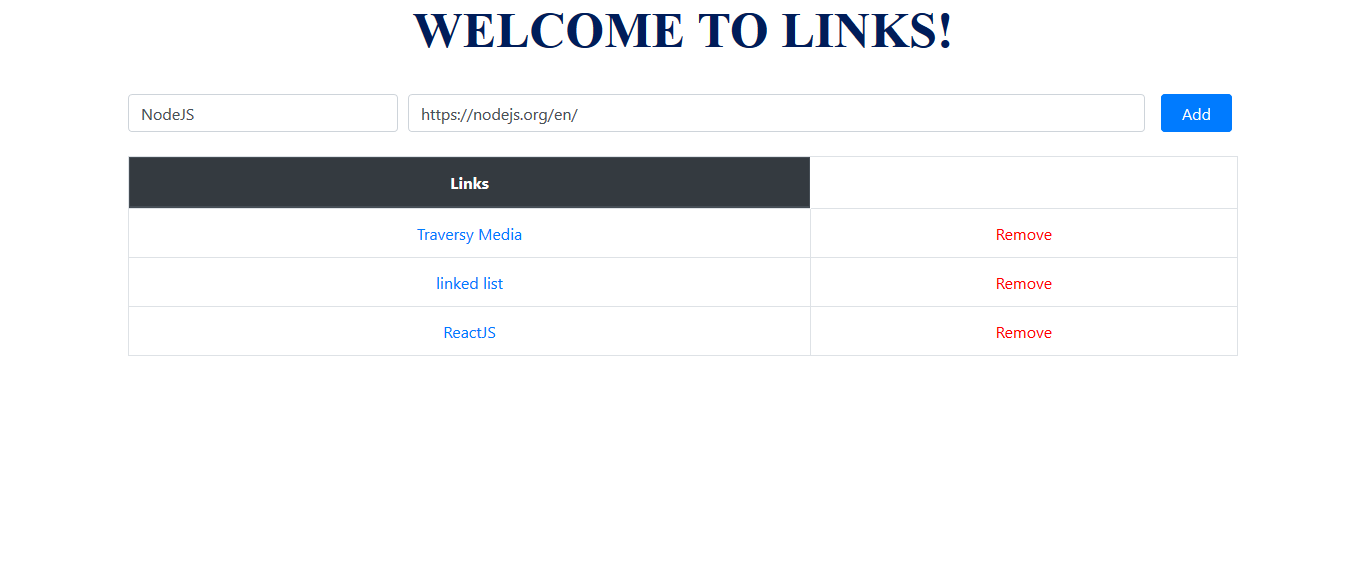 WELCOME TO LINKS!
NodeJS https://nodejs.org/en/ Add
Links
Traversy Media Remove
linked list Remove
ReactJS Remove